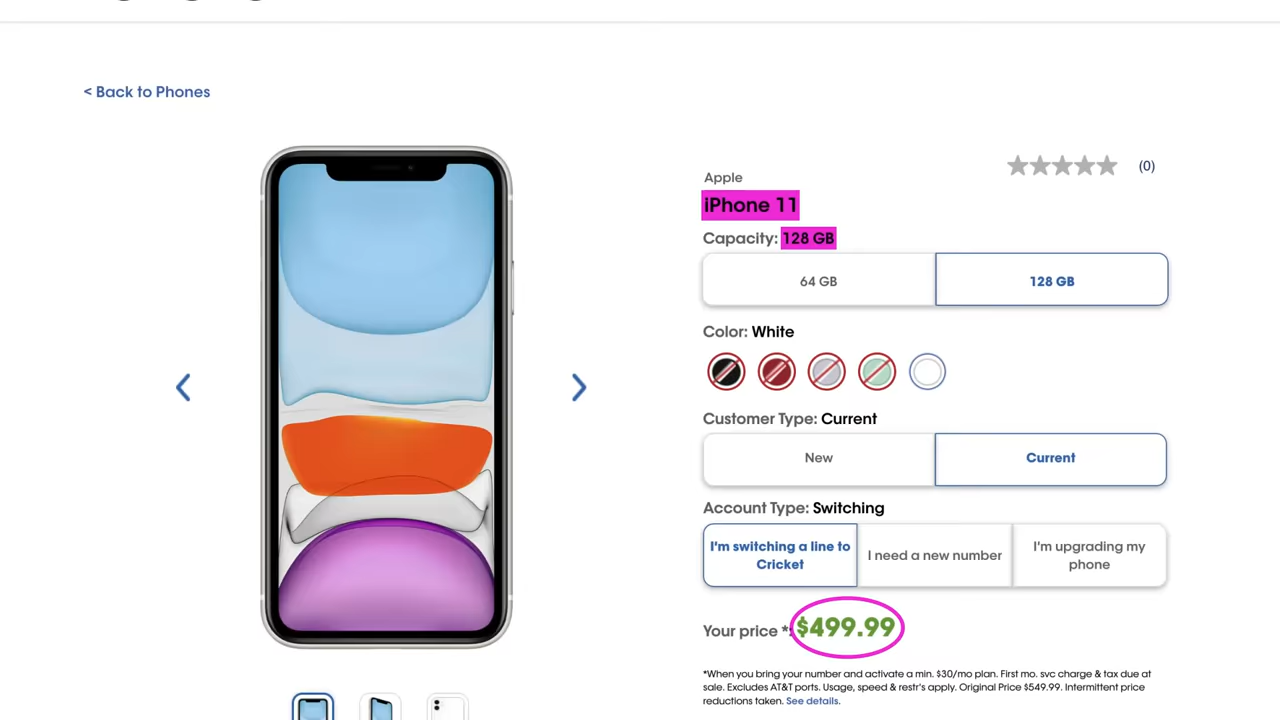 < Back to Phones
(0)
Apple
iPhone 11
Capacity: 128 GB
64 GB
128 GB
Color: White
Customer Type: Current
New
Current
Account Type: Switching
I'm switching a line to
Cricket
I need a new number
I'm upgrading my
phone
Your price *: $499.99
*When you bring your number and activate a min. $30/mo plan. First mo. svc charge & tax due at
sale. Excludes AT&T ports. Usage, speed & restr's apply. Original Price $549.99. Intermittent price
reductions taken. See details.